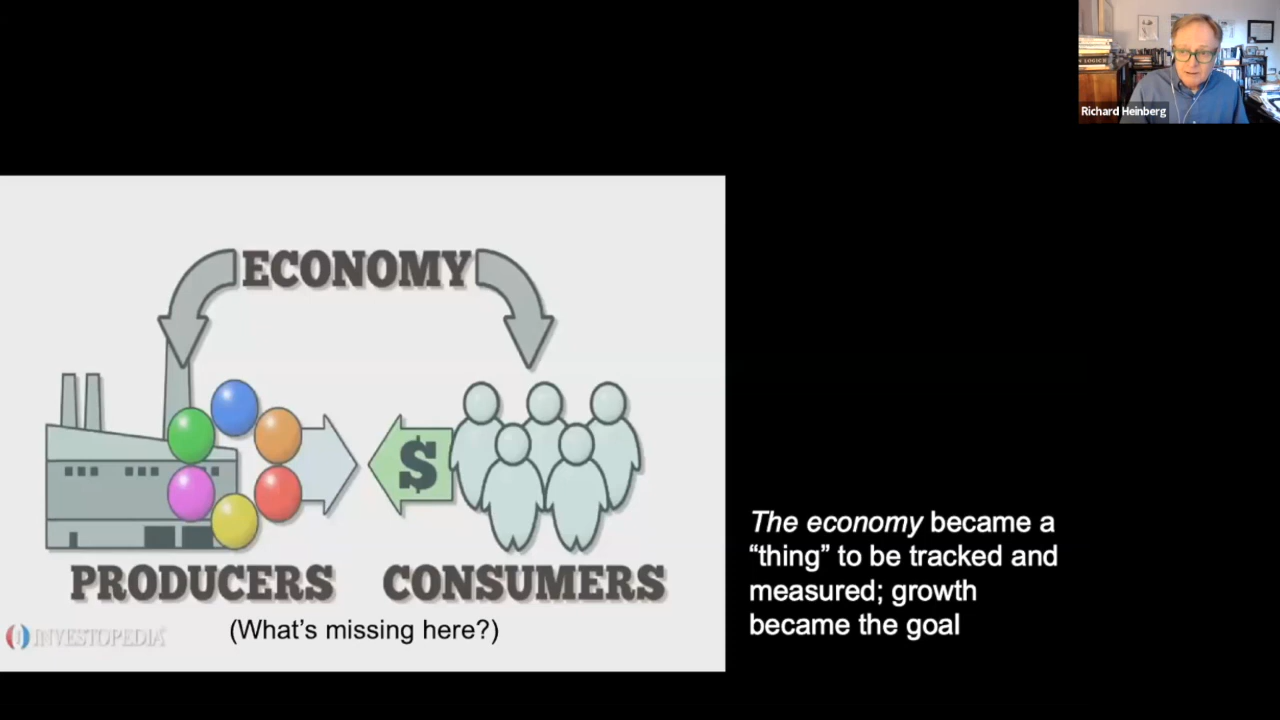 Richard Heinberg
ECONOMY
$
PRODUCERS
CONSUMERS
(What's missing here?)
INVESTOPEDIA
The economy became a
“thing” to be tracked and
measured; growth
became the goal